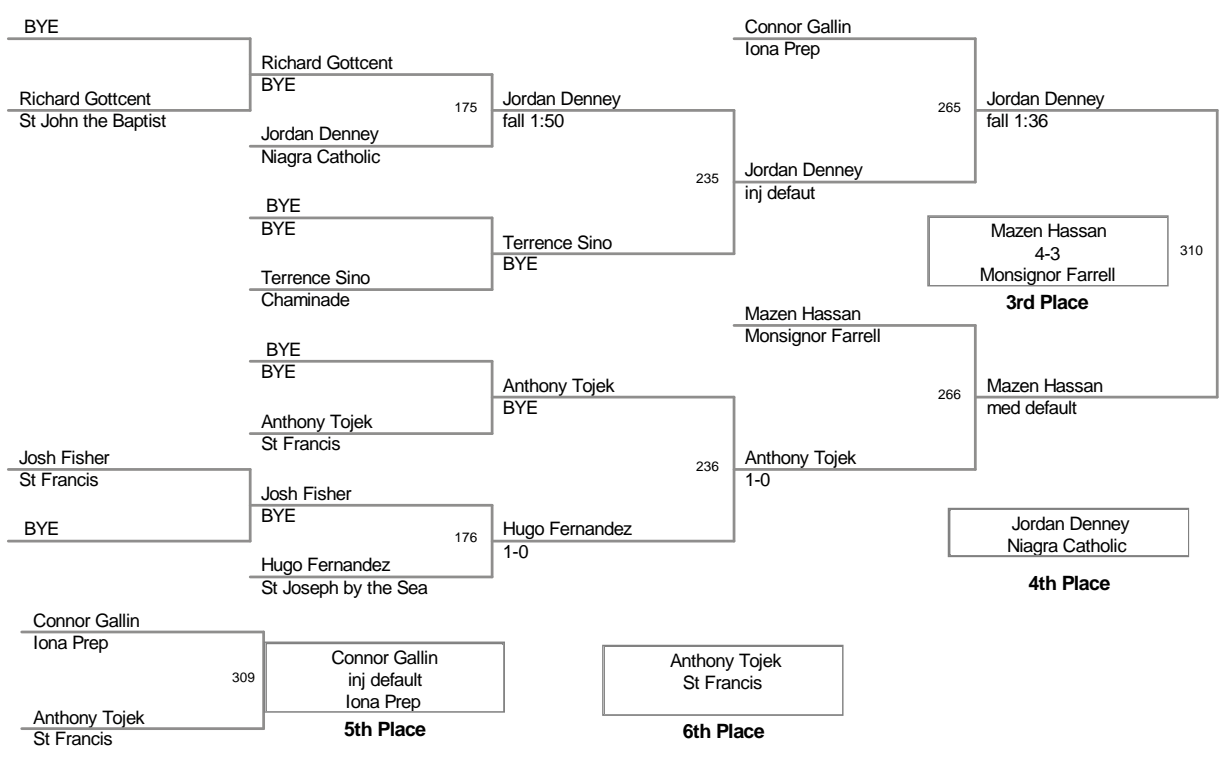 BYE
Richard Gottcent
St John the Baptist
Richard Gottcent
BYE
175
Jordan Denney
Niagra Catholic
Jordan Denney
fall 1:50
BYE
BYE
Terrence Sino
Chaminade
Terrence Sino
BYE
235
Jordan Denney
inj defaut
Connor Gallin
Iona Prep
265
Jordan Denney
fall 1:36
Mazen Hassan
4-3
Monsignor Farrell
3rd Place
310
Mazen Hassan
Monsignor Farrell
266
Mazen Hassan
med default
BYE
BYE
Anthony Tojek
St Francis
Anthony Tojek
BYE
236
Anthony Tojek
1-0
Josh Fisher
St Francis
BYE
Josh Fisher
BYE
176
Hugo Fernandez
St Joseph by the Sea
Hugo Fernandez
1-0
Jordan Denney
Niagra Catholic
4th Place
Connor Gallin
Iona Prep
309
Anthony Tojek
St Francis
Connor Gallin
inj default
Iona Prep
5th Place
Anthony Tojek
St Francis
6th Place